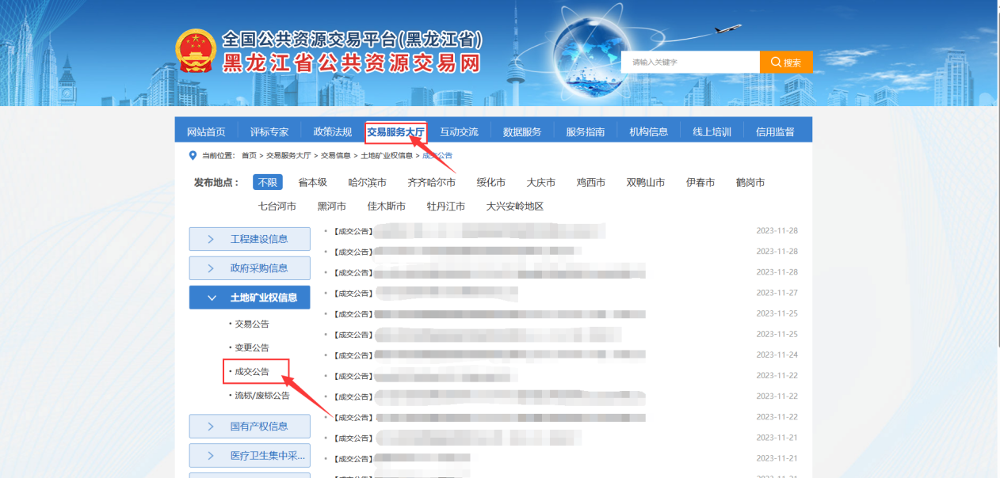 全国公共资源交易平台(黑龙江省)
黑龙江省公共资源交易网
请输入关键字
搜索
网站首页 评标专家 政策法规 交易服务大厅 互动交流 数据服务 服务指南 机构信息 线上培训 信用监督
当前位置: 首页 > 交易服务大厅 > 交易信息 > 土地矿业权信息 > 成交公告
发布地点: 不限 省本级 哈尔滨市 齐齐哈尔市 绥化市 大庆市 鸡西市 双鸭山市 伊春市 鹤岗市
七台河市 黑河市 佳木斯市 牡丹江市 大兴安岭地区
工程建设信息
政府采购信息
土地矿业权信息
·交易公告
·变更公告
·成交公告
·流标/废标公告
国有产权信息
医疗卫生集中采...
•【成交公告】 2023-11-28
•【成交公告】 2023-11-28
•【成交公告】 2023-11-28
•【成交公告】 2023-11-27
•【成交公告】 2023-11-25
•【成交公告】 2023-11-25
•【成交公告】 2023-11-24
•【成交公告】 2023-11-22
•【成交公告】 2023-11-22
•【成交公告】 2023-11-22
•【成交公告】 2023-11-21
•【成交公告】 2023-11-21